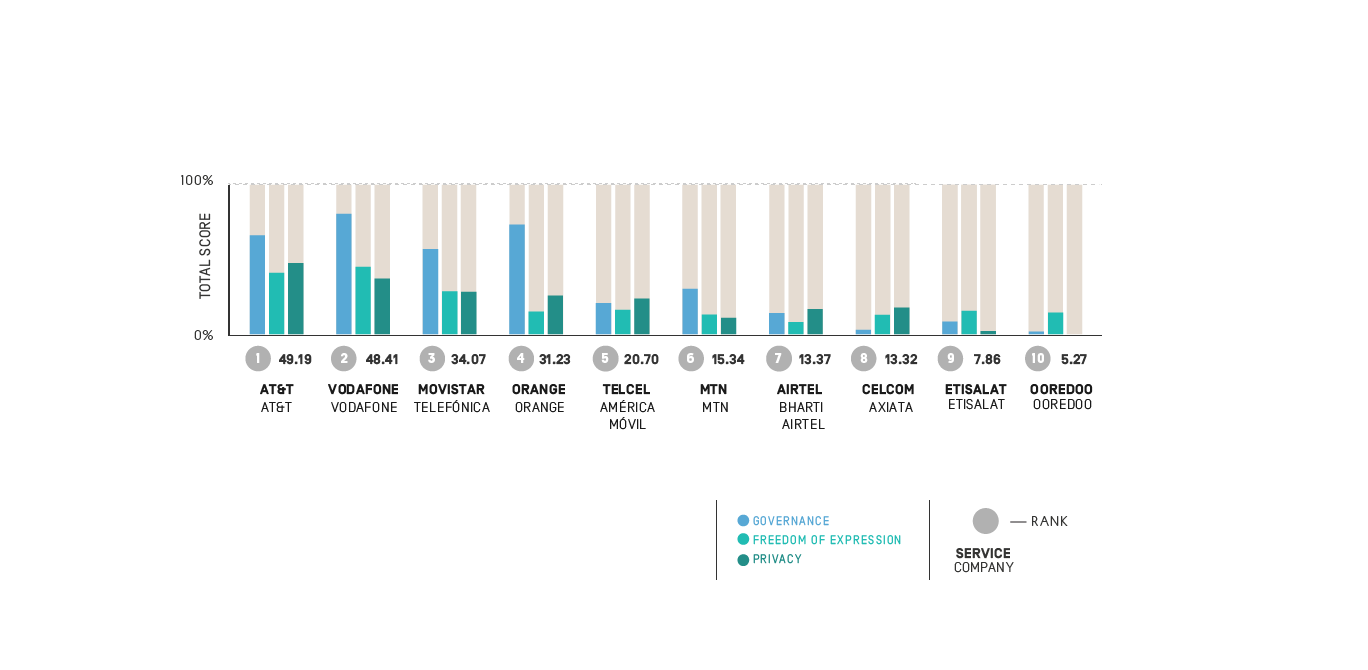 100%
TOTAL SCORE
0%
1 49.19 2 48.41 3 34.07 4 31.23 5 20.70 6 15.34 7 13.37 8 13.32 9 7.86 10 5.27
AT&T VODAFONE MOVISTAR ORANGE TELCEL MTN AIRTEL CELCOM ETISALAT OOREDOO
AT&T VODAFONE TELEFÓNICA ORANGE AMÉRICA MTN BHARTI AXIATA ETISALAT OOREDOO
MÓVIL AIRTEL
GOVERNANCE
FREEDOM OF EXPRESSION
PRIVACY
— RANK
SERVICE
COMPANY